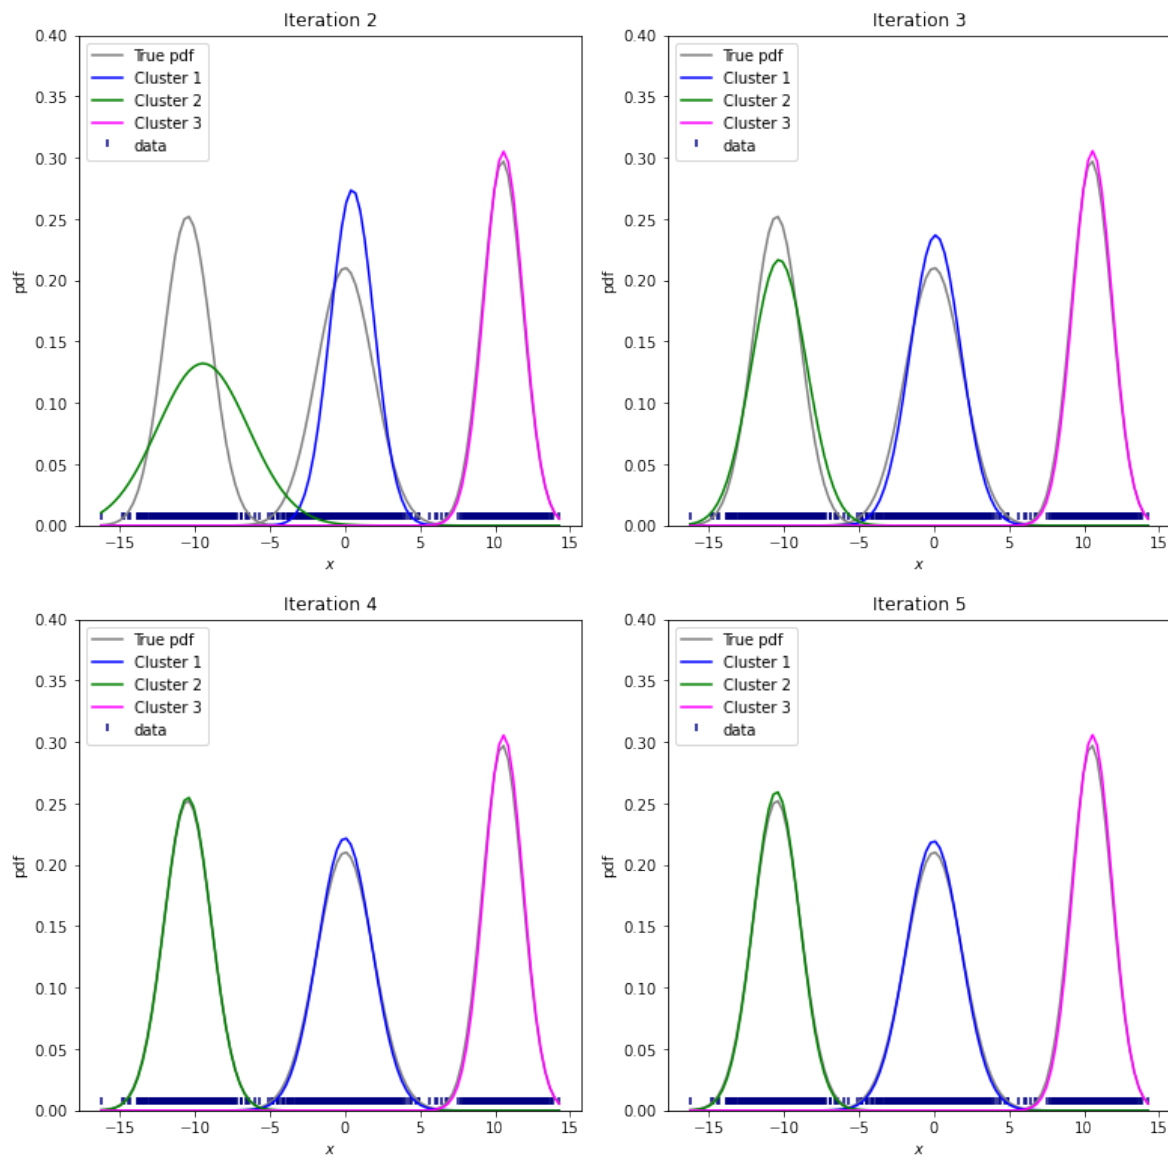 Iteration 2
0.40
0.35
0.30
0.25
0.20
0.15
0.10
0.05
0.00
pdf
True pdf
Cluster 1
Cluster 2
Cluster 3
data
−15 −10 −5 0 5 10 15
x
Iteration 3
0.40
0.35
0.30
0.25
0.20
0.15
0.10
0.05
0.00
pdf
True pdf
Cluster 1
Cluster 2
Cluster 3
data
−15 −10 −5 0 5 10 15
x
Iteration 4
0.40
0.35
0.30
0.25
0.20
0.15
0.10
0.05
0.00
pdf
True pdf
Cluster 1
Cluster 2
Cluster 3
data
−15 −10 −5 0 5 10 15
x
Iteration 5
0.40
0.35
0.30
0.25
0.20
0.15
0.10
0.05
0.00
pdf
True pdf
Cluster 1
Cluster 2
Cluster 3
data
−15 −10 −5 0 5 10 15
x